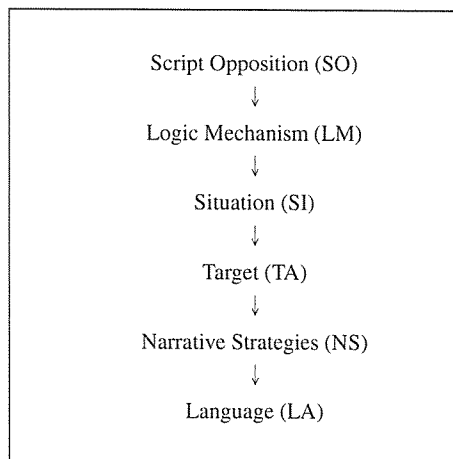 Script Opposition (SO)
↓
Logic Mechanism (LM)
↓
Situation (SI)
↓
Target (TA)
↓
Narrative Strategies (NS)
↓
Language (LA)